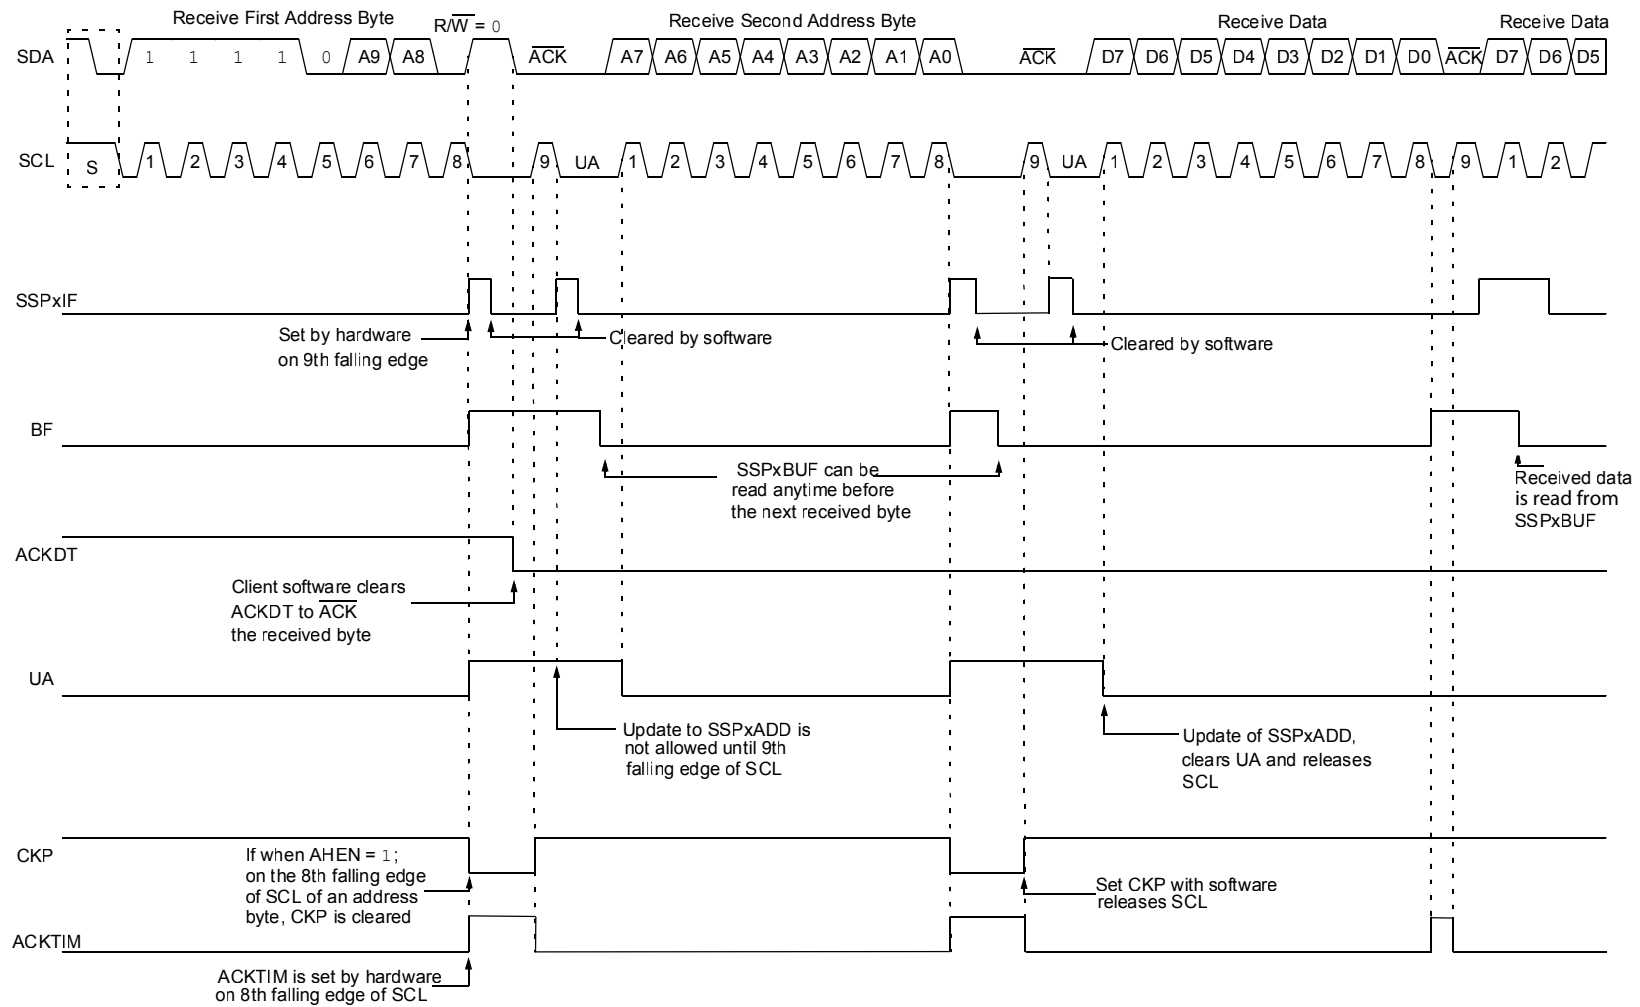 Receive First Address Byte
R/W = 0
Receive Second Address Byte
Receive Data
Receive Data
SDA
1 1 1 1 0 A9 A8
ACK
A7 A6 A5 A4 A3 A2 A1 A0
ACK
D7 D6 D5 D4 D3 D2 D1 D0
ACK
D7 D6 D5
SCL
S
1 2 3 4 5 6 7 8 9 UA 1 2 3 4 5 6 7 8 9 UA 1 2 3 4 5 6 7 8 9 1 2
SSPxIF
Set by hardware
on 9th falling edge
Cleared by software
Cleared by software
BF
SSPxBUF can be
read anytime before
the next received byte
Received data
is read from
SSPxBUF
ACKDT
Client software clears
ACKDT to ACK
the received byte
UA
Update to SSPxADD is
not allowed until 9th
falling edge of SCL
Update of SSPxADD,
clears UA and releases
SCL
CKP
If when AHEN = 1;
on the 8th falling edge
of SCL of an address
byte, CKP is cleared
Set CKP with software
releases SCL
ACKTIM
ACKTIM is set by hardware
on 8th falling edge of SCL